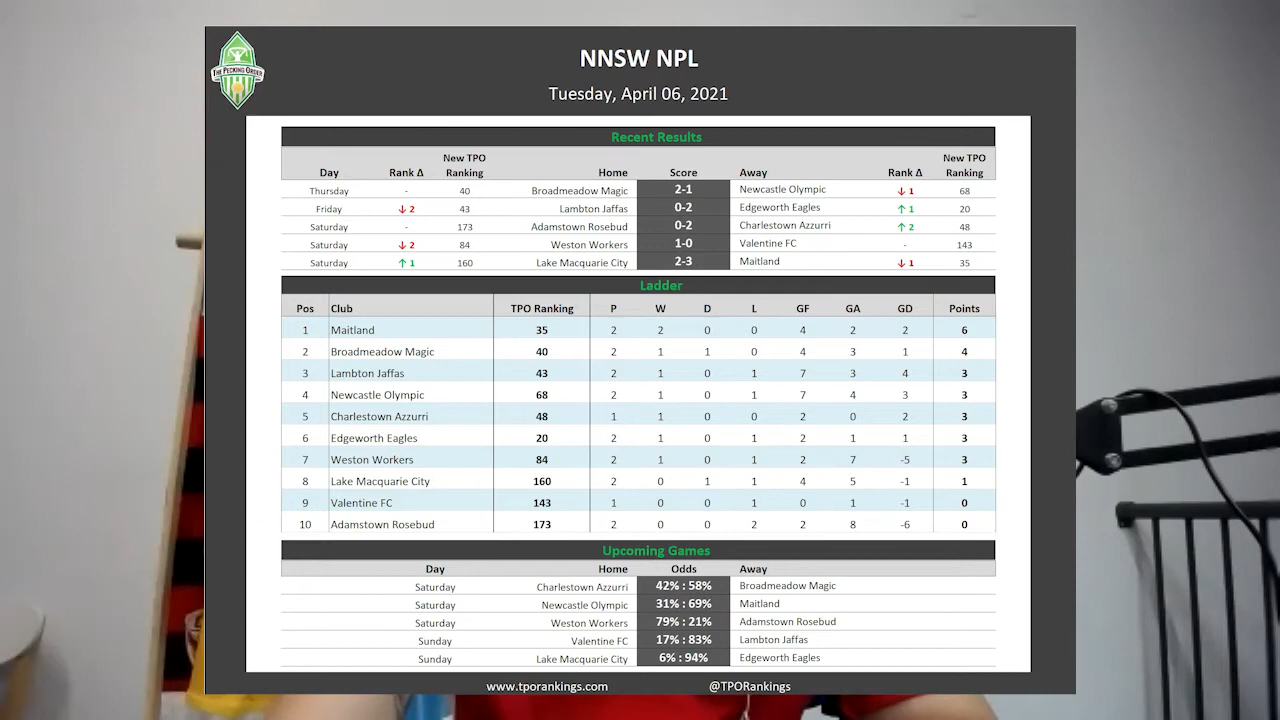 THE PECKING ORDER
NNSW NPL
Tuesday, April 06, 2021
Recent Results
Day Rank Δ New TPO Ranking Home Score Away Rank Δ New TPO Ranking
Thursday - 40 Broadmeadow Magic 2-1 Newcastle Olympic ↓ 1 68
Friday ↓ 2 43 Lambton Jaffas 0-2 Edgeworth Eagles ↑ 1 20
Saturday - 173 Adamstown Rosebud 0-2 Charlestown Azzurri ↑ 2 48
Saturday ↓ 2 84 Weston Workers 1-0 Valentine FC - 143
Saturday ↑ 1 160 Lake Macquarie City 2-3 Maitland ↓ 1 35
Ladder
Pos Club TPO Ranking P W D L GF GA GD Points
1 Maitland 35 2 2 0 0 4 2 2 6
2 Broadmeadow Magic 40 2 1 1 0 4 3 1 4
3 Lambton Jaffas 43 2 1 0 1 7 3 4 3
4 Newcastle Olympic 68 2 1 0 1 7 4 3 3
5 Charlestown Azzurri 48 1 1 0 0 2 0 2 3
6 Edgeworth Eagles 20 2 1 0 1 2 1 1 3
7 Weston Workers 84 2 1 0 1 2 7 -5 3
8 Lake Macquarie City 160 2 0 1 1 4 5 -1 1
9 Valentine FC 143 1 0 0 1 0 1 -1 0
10 Adamstown Rosebud 173 2 0 0 2 2 8 -6 0
Upcoming Games
Day Home Odds Away
Saturday Charlestown Azzurri 42% : 58% Broadmeadow Magic
Saturday Newcastle Olympic 31% : 69% Maitland
Saturday Weston Workers 79% : 21% Adamstown Rosebud
Sunday Valentine FC 17% : 83% Lambton Jaffas
Sunday Lake Macquarie City 6% : 94% Edgeworth Eagles
www.tporankings.com @TPORankings